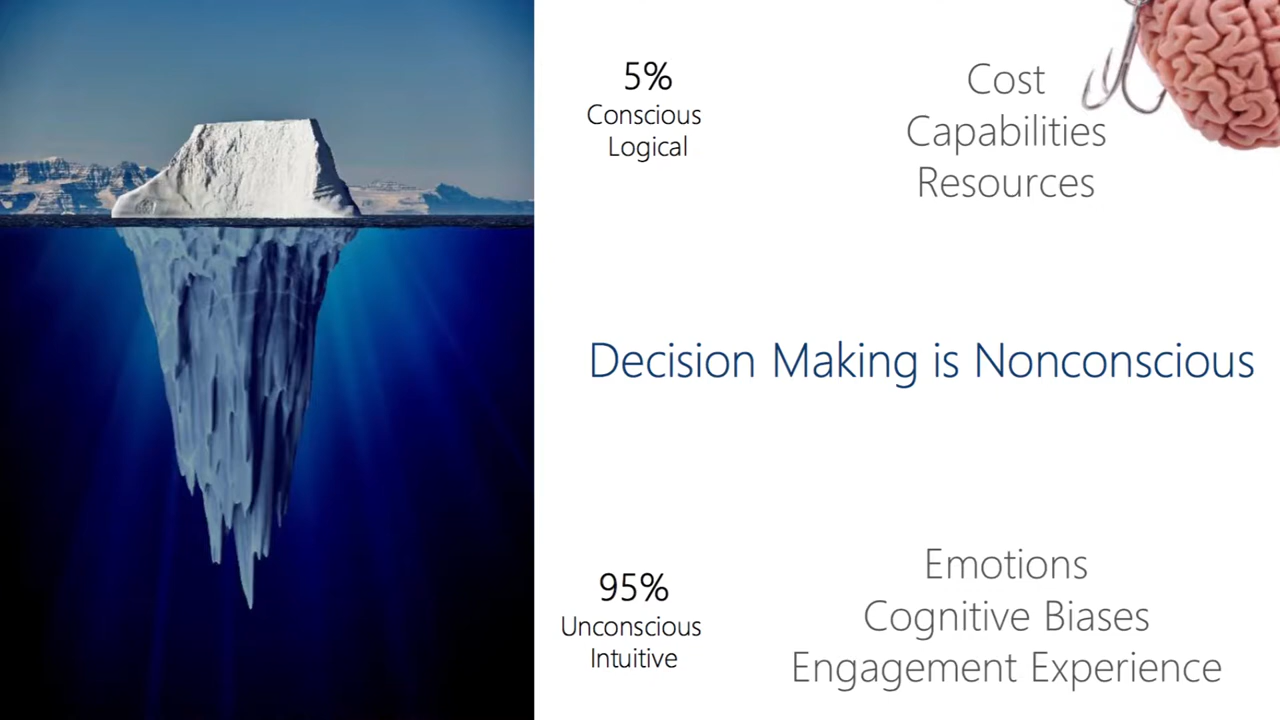 5%
Conscious
Logical
Cost
Capabilities
Resources
Decision Making is Nonconscious
95%
Unconscious
Intuitive
Emotions
Cognitive Biases
Engagement Experience